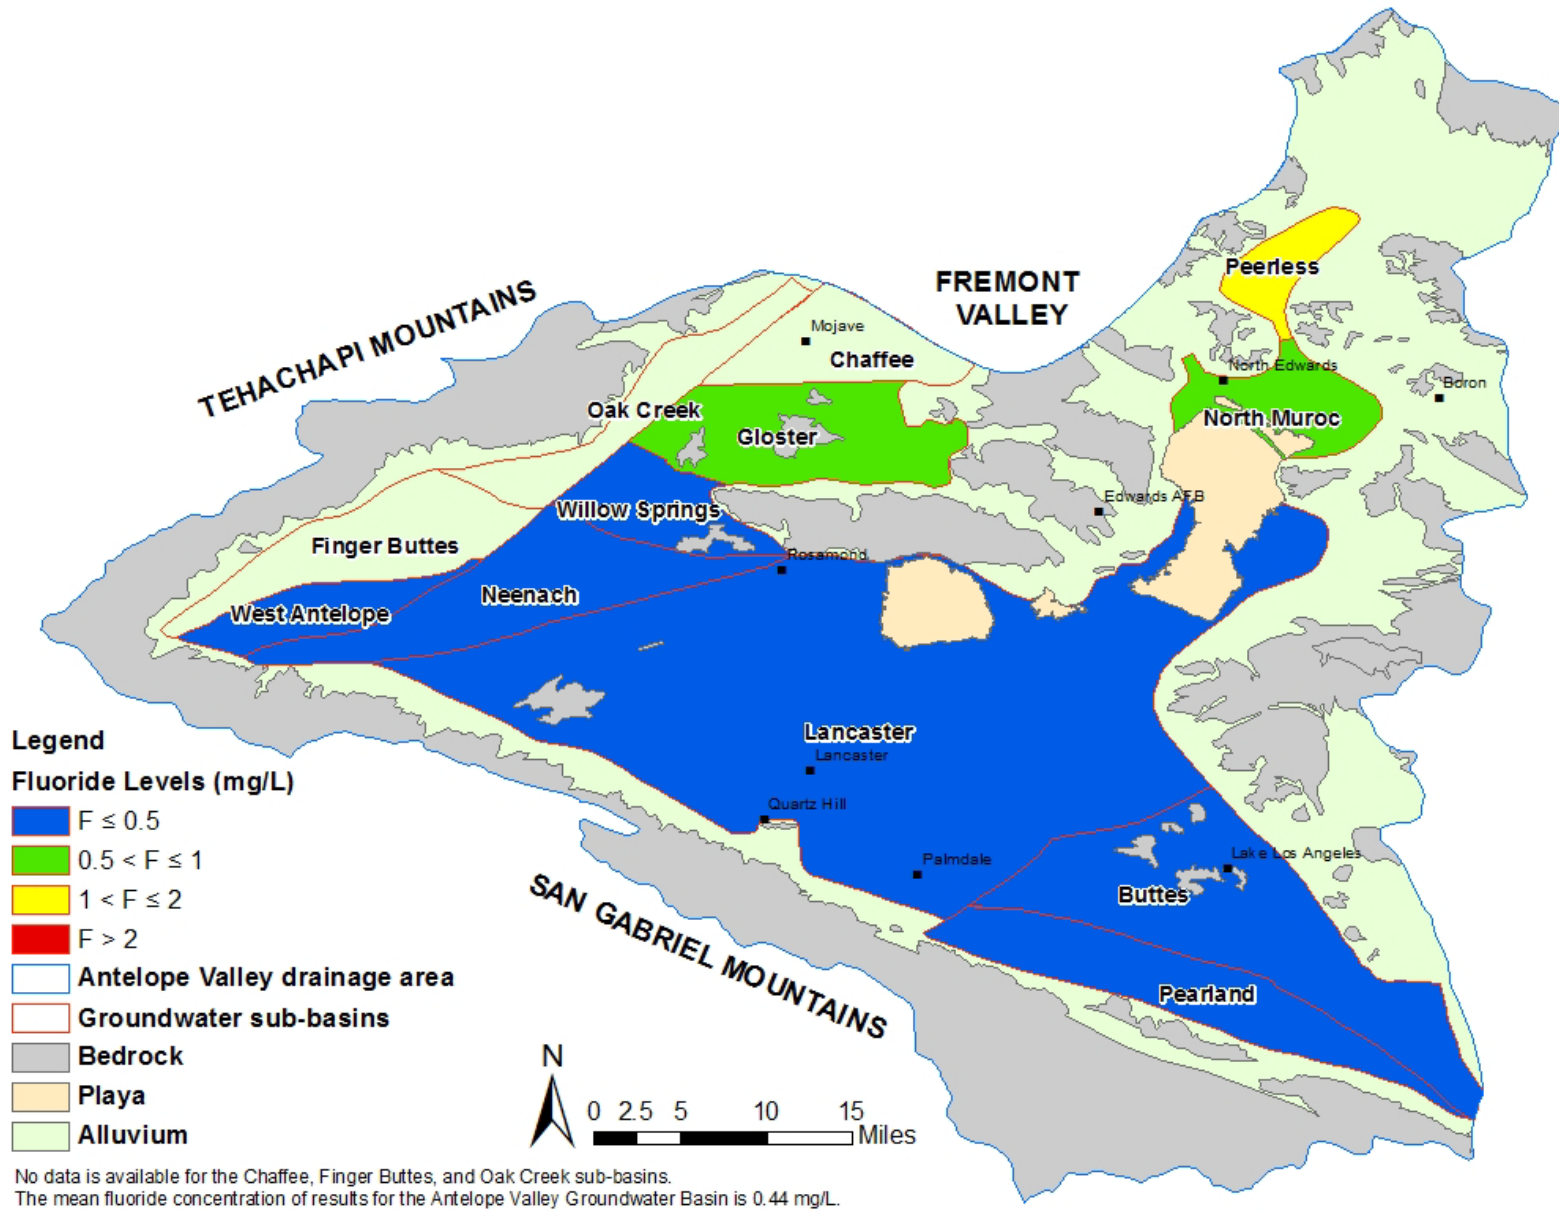 FREMONT
VALLEY
TEHACHAPI MOUNTAINS
Peerless
Mojave
Chaffee
North Edwards
Boron
Oak Creek
North Muroc
Gloster
Edwards AFB
Willow Springs
Finger Buttes
Rosamond
Neenach
West Antelope
Lancaster
Lancaster
Quartz Hill
Palmdale
Lake Los Angeles
Buttes
SAN GABRIEL MOUNTAINS
Pearland
Legend
Fluoride Levels (mg/L)
F ≤ 0.5
0.5 < F ≤ 1
1 < F ≤ 2
F > 2
Antelope Valley drainage area
Groundwater sub-basins
Bedrock
Playa
Alluvium
N
0 2.5 5 10 15
Miles
No data is available for the Chaffee, Finger Buttes, and Oak Creek sub-basins.
The mean fluoride concentration of results for the Antelope Valley Groundwater Basin is 0.44 mg/L.